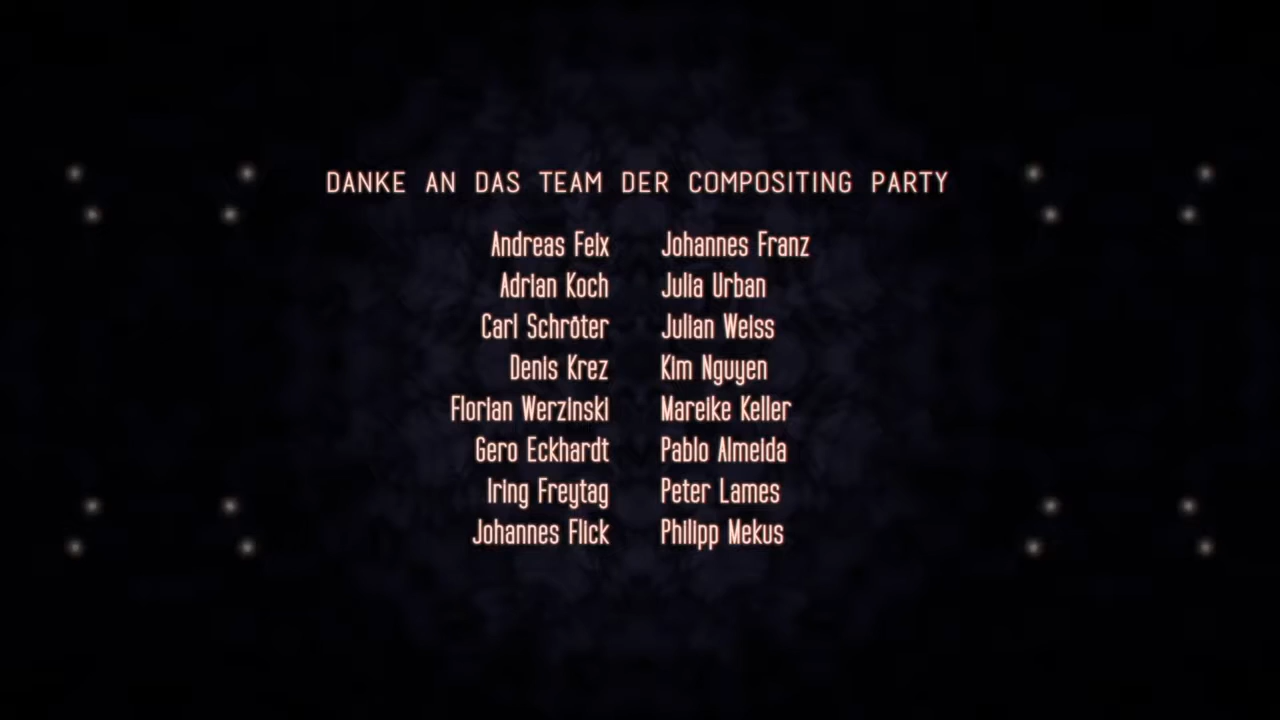 DANKE AN DAS TEAM DER COMPOSITING PARTY
Andreas Feix Johannes Franz
Adrian Koch Julia Urban
Carl Schröter Julian Weiss
Denis Krez Kim Nguyen
Florian Werzinski Mareike Keller
Gero Eckhardt Pablo Almeida
Iring Freytag Peter Lames
Johannes Flick Philipp Mekus